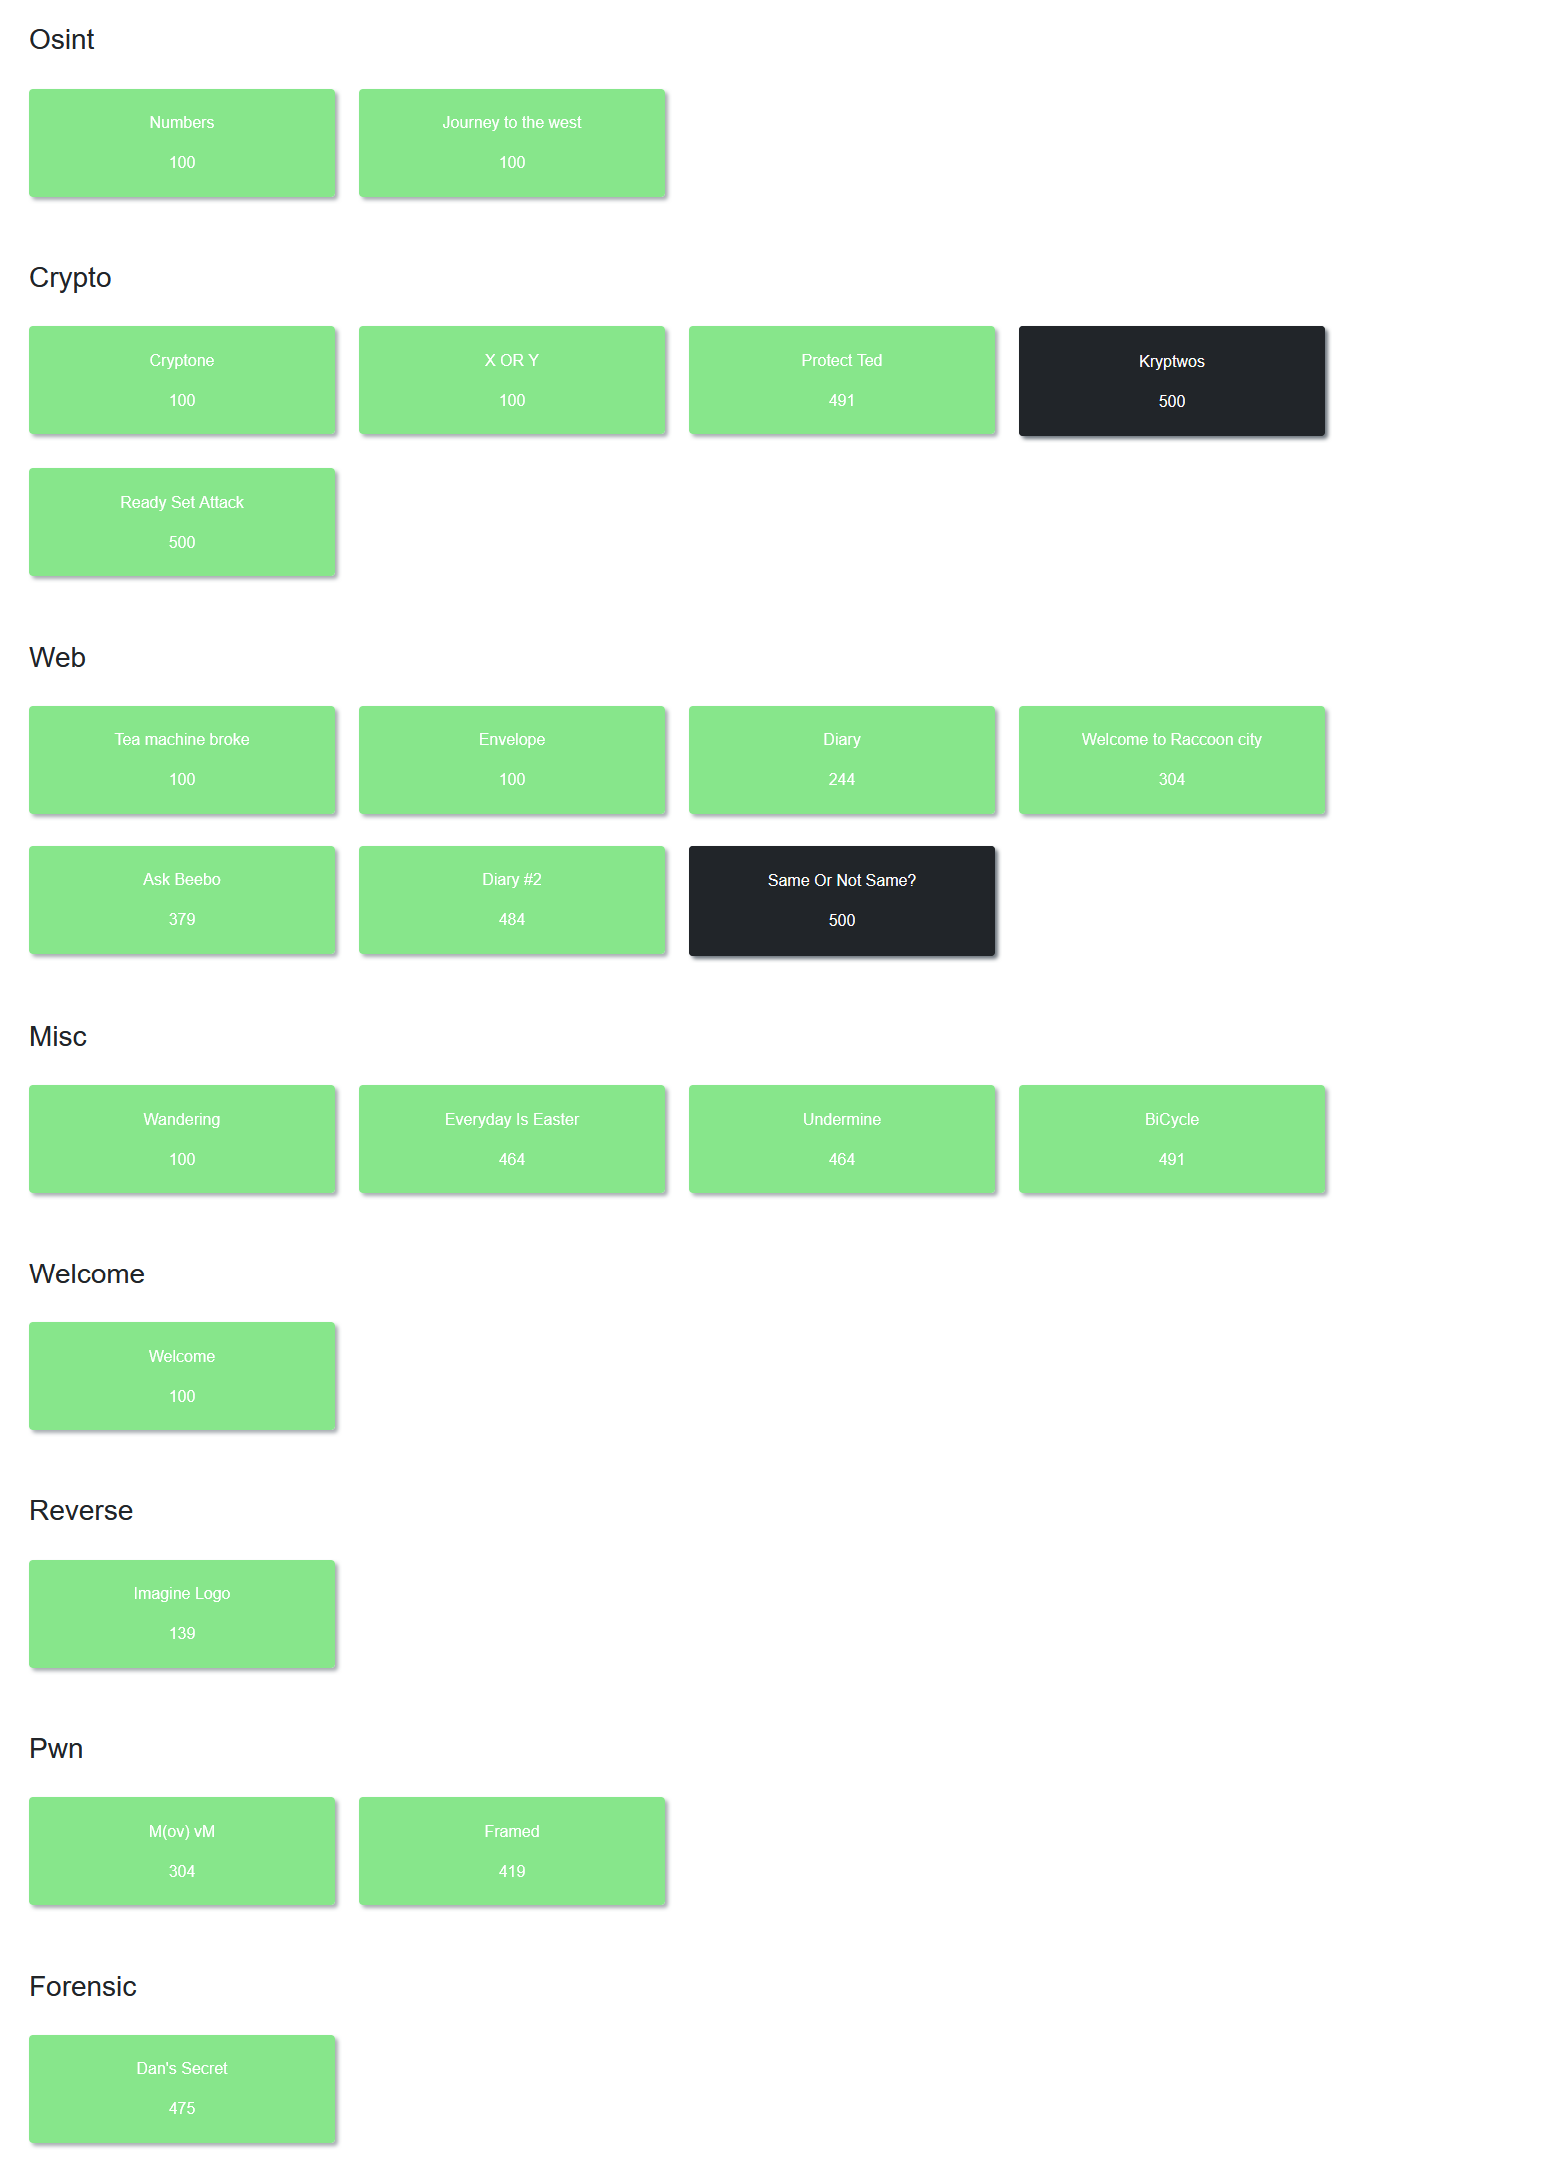 Osint
Numbers
100
Journey to the west
100
Crypto
Cryptone
100
X OR Y
100
Protect Ted
491
Kryptwos
500
Ready Set Attack
500
Web
Tea machine broke
100
Envelope
100
Diary
244
Welcome to Raccoon city
304
Ask Beebo
379
Diary #2
484
Same Or Not Same?
500
Misc
Wandering
100
Everyday Is Easter
464
Undermine
464
BiCycle
491
Welcome
Welcome
100
Reverse
Imagine Logo
139
Pwn
M(ov) vM
304
Framed
419
Forensic
Dan's Secret
475